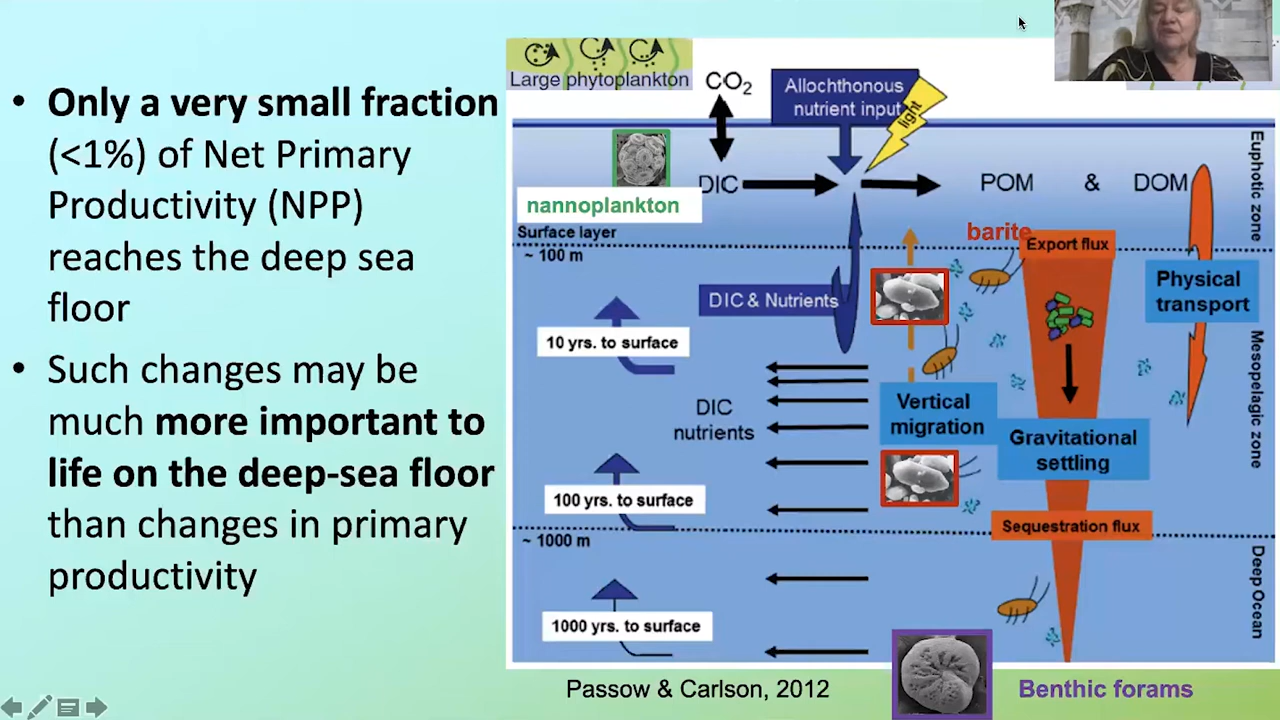 • Only a very small fraction
(<1%) of Net Primary
Productivity (NPP)
reaches the deep sea
floor
• Such changes may be
much more important to
life on the deep-sea floor
than changes in primary
productivity
Large phytoplankton
CO₂
Allochthonous
nutrient input
light
DIC
POM & DOM
nannoplankton
Surface layer
Euphotic zone
~ 100 m
barite
Export flux
DIC & Nutrients
Physical
transport
10 yrs. to surface
Mesopelagic zone
DIC
nutrients
Vertical
migration
Gravitational
settling
100 yrs. to surface
Sequestration flux
~ 1000 m
Deep Ocean
1000 yrs. to surface
Passow & Carlson, 2012
Benthic forams